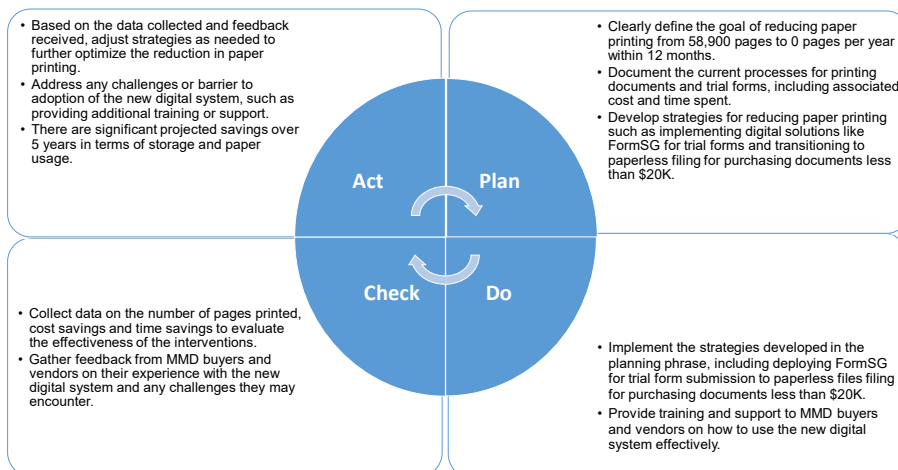 • Based on the data collected and feedback
received, adjust strategies as needed to
further optimize the reduction in paper
printing.
• Address any challenges or barrier to
adoption of the new digital system, such as
providing additional training or support.
• There are significant projected savings over
5 years in terms of storage and paper
usage.
• Clearly define the goal of reducing paper
printing from 58,900 pages to 0 pages per year
within 12 months.
• Document the current processes for printing
documents and trial forms, including associated
cost and time spent.
• Develop strategies for reducing paper printing
such as implementing digital solutions like
FormSG for trial forms and transitioning to
paperless filing for purchasing documents less
than $20K.
Act
Plan
Check
Do
• Collect data on the number of pages printed,
cost savings and time savings to evaluate
the effectiveness of the interventions.
• Gather feedback from MMD buyers and
vendors on their experience with the new
digital system and any challenges they may
encounter.
• Implement the strategies developed in the
planning phrase, including deploying FormSG
for trial form submission to paperless files filing
for purchasing documents less than $20K.
• Provide training and support to MMD buyers
and vendors on how to use the new digital
system effectively.